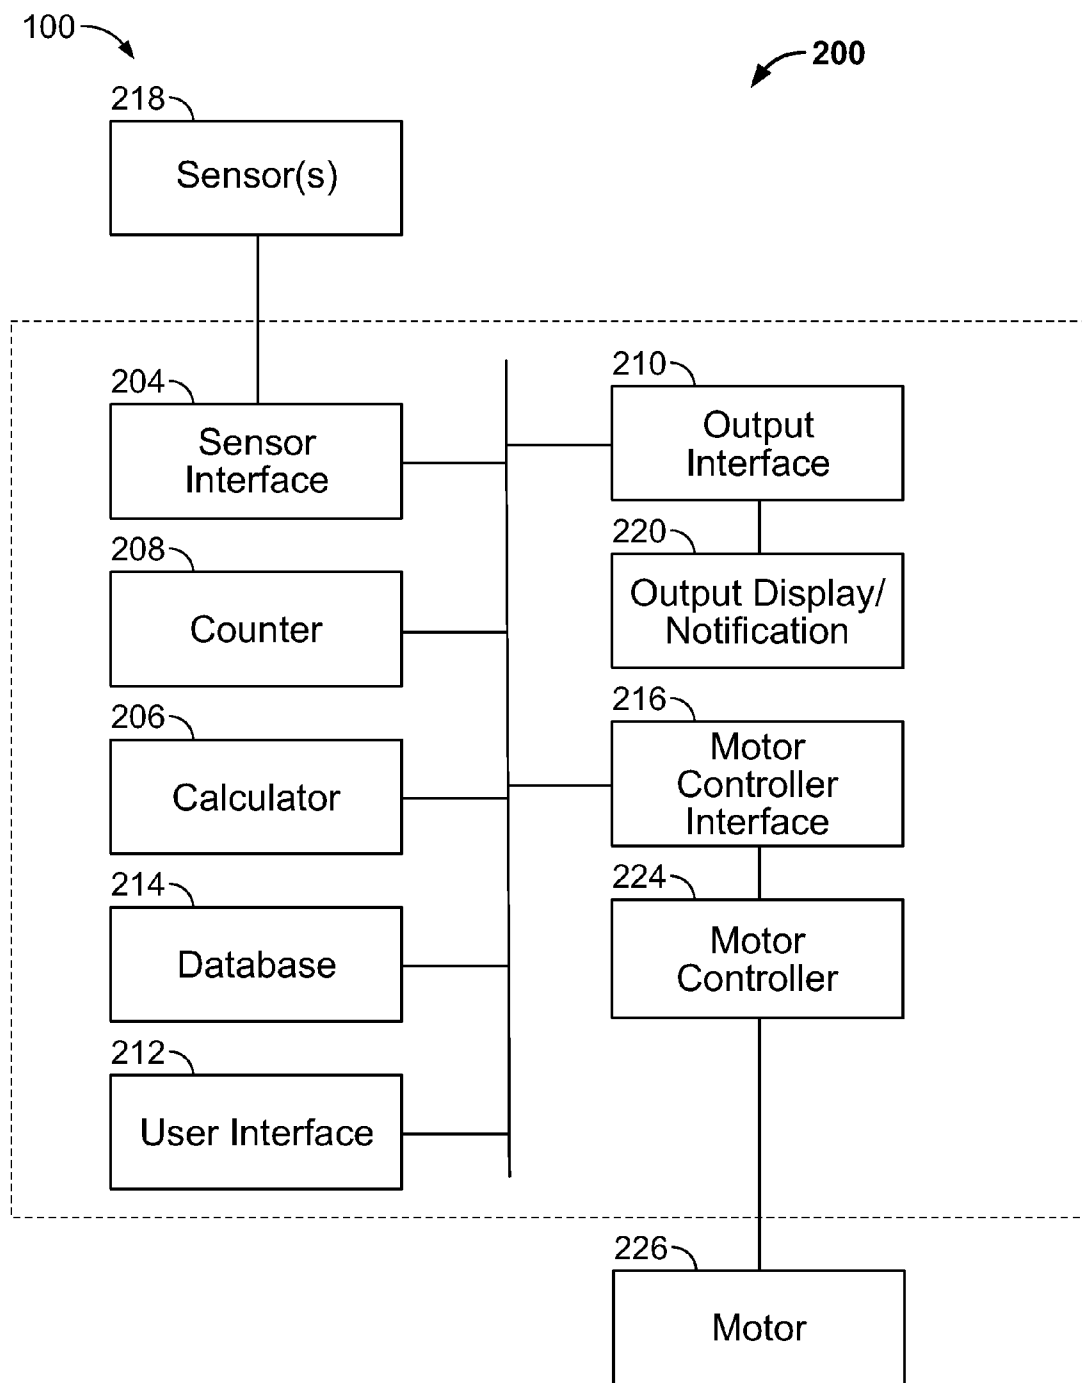 100
200
218
Sensor(s)
204
Sensor
Interface
210
Output
Interface
208
Counter
220
Output Display/
Notification
206
Calculator
216
Motor
Controller
Interface
214
Database
224
Motor
Controller
212
User Interface
226
Motor